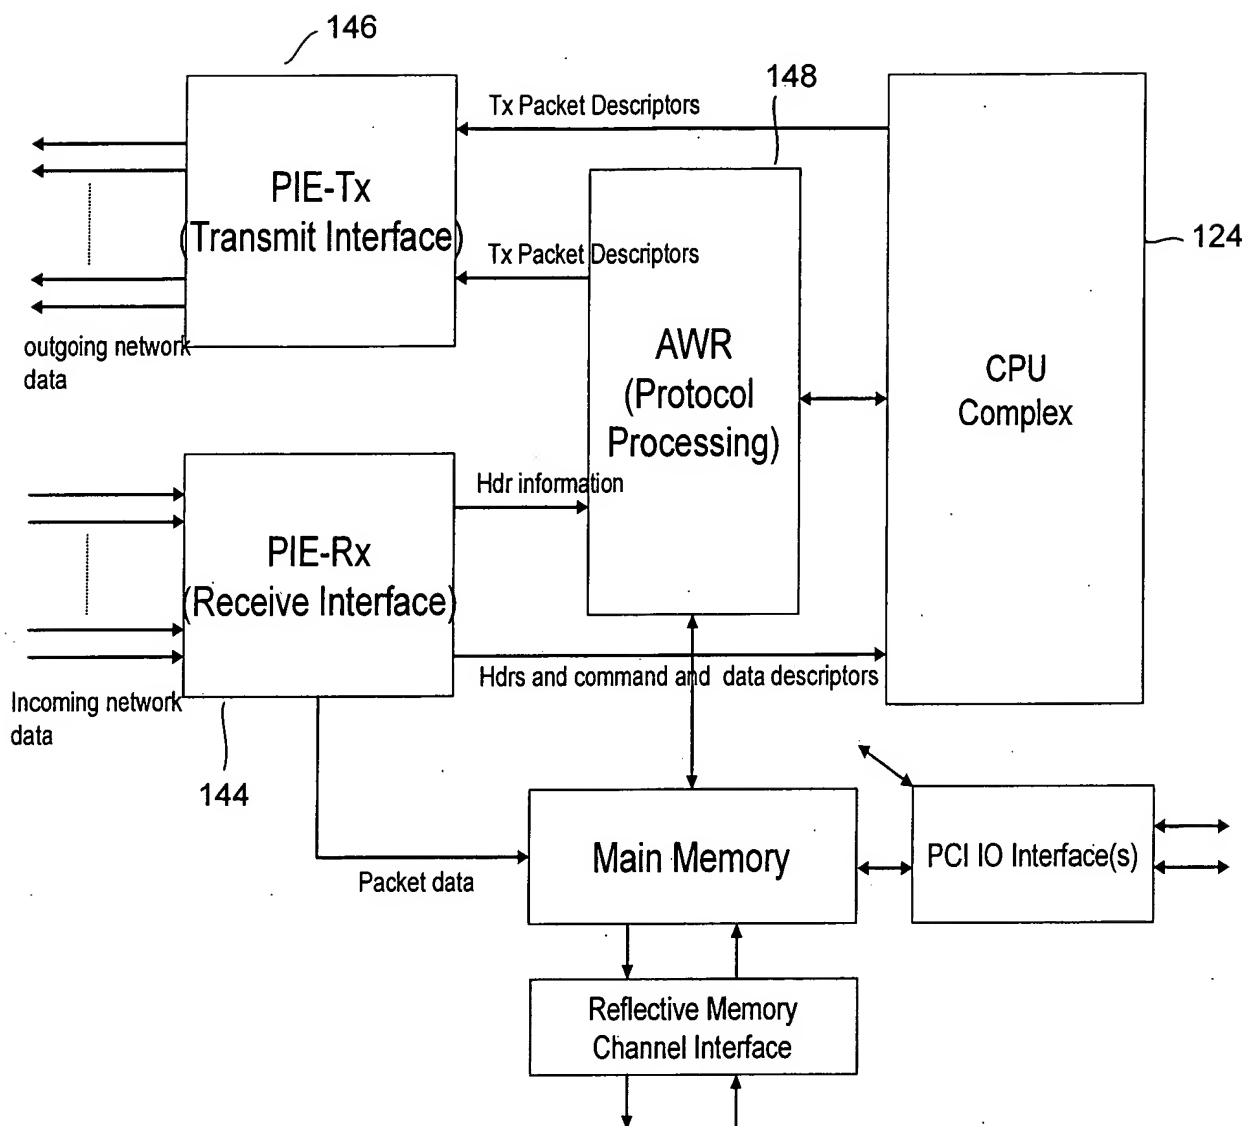 146
148
Tx Packet Descriptors
PIE-Tx
(Transmit Interface)
124
Tx Packet Descriptors
outgoing network
data
AWR
(Protocol
Processing)
CPU
Complex
Hdr information
PIE-Rx
(Receive Interface)
Hdrs and command and data descriptors
Incoming network
data
144
Main Memory
PCI IO Interface(s)
Packet data
Reflective Memory
Channel Interface